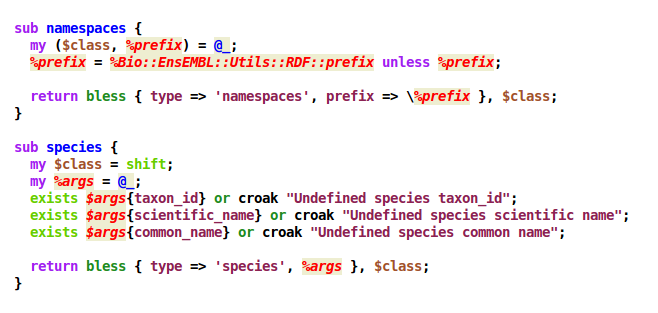 sub namespaces {
  my ($class, %prefix) = @_;
  %prefix = %Bio::EnsEMBL::Utils::RDF::prefix unless %prefix;

  return bless { type => 'namespaces', prefix => \%prefix }, $class;
}

sub species {
  my $class = shift;
  my %args = @_;
  exists $args{taxon_id} or croak "Undefined species taxon_id";
  exists $args{scientific_name} or croak "Undefined species scientific name";
  exists $args{common_name} or croak "Undefined species common name";

  return bless { type => 'species', %args }, $class;
}